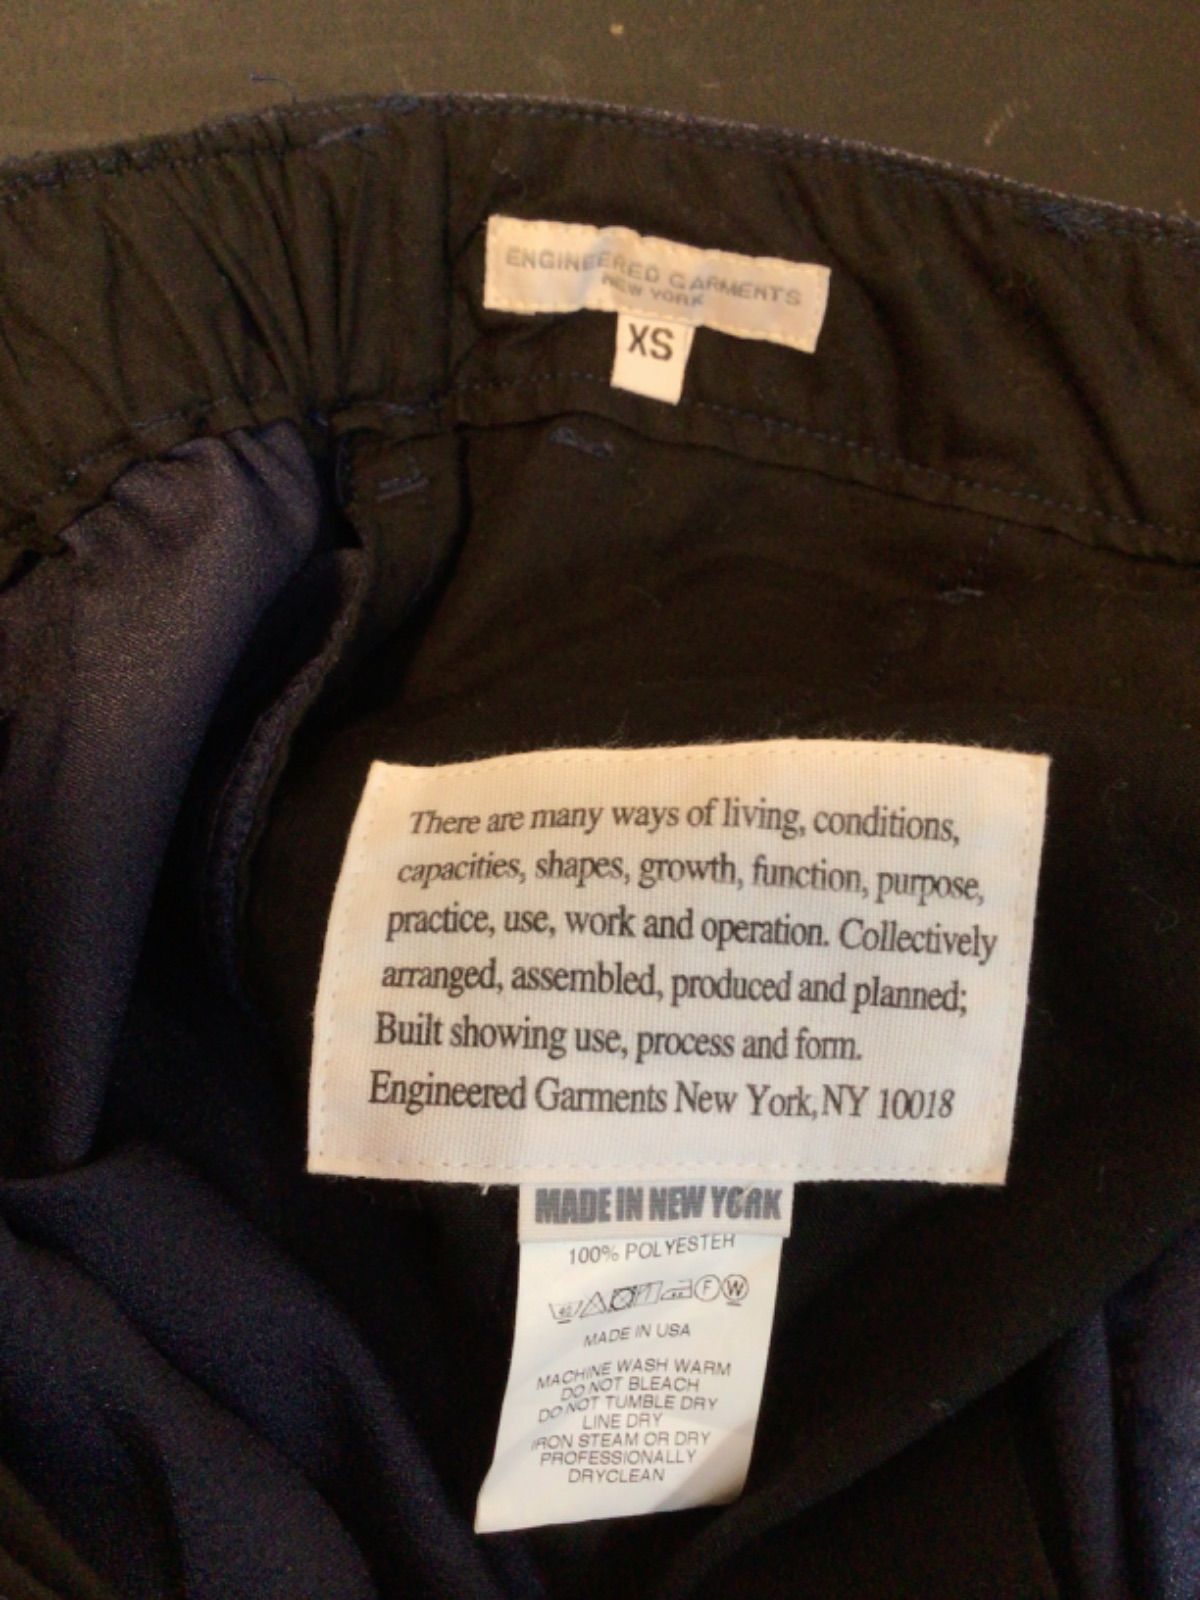 ENGINEERED GARMENTS
NEW YORK
XS
There are many ways of living, conditions,
capacities, shapes, growth, function, purpose,
practice, use, work and operation. Collectively
arranged, assembled, produced and planned;
Built showing use, process and form.
Engineered Garments New York, NY 10018
MADE IN NEW YORK
100% POLYESTER
40 F W
MADE IN USA
MACHINE WASH WARM
DO NOT BLEACH
DO NOT TUMBLE DRY
LINE DRY
IRON STEAM OR DRY
PROFESSIONALLY
DRYCLEAN